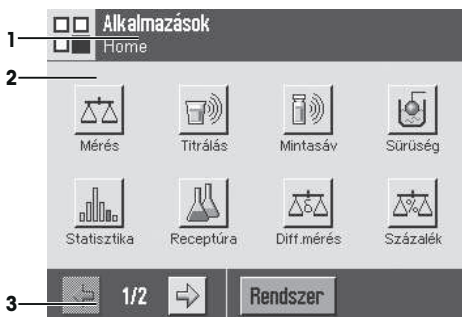 Alkalmazások
1
Home
2
Mérés Titrálás Mintasáv Sűrűség
Statisztika Receptúra Diff.mérés Százalék
3
1/2 Rendszer